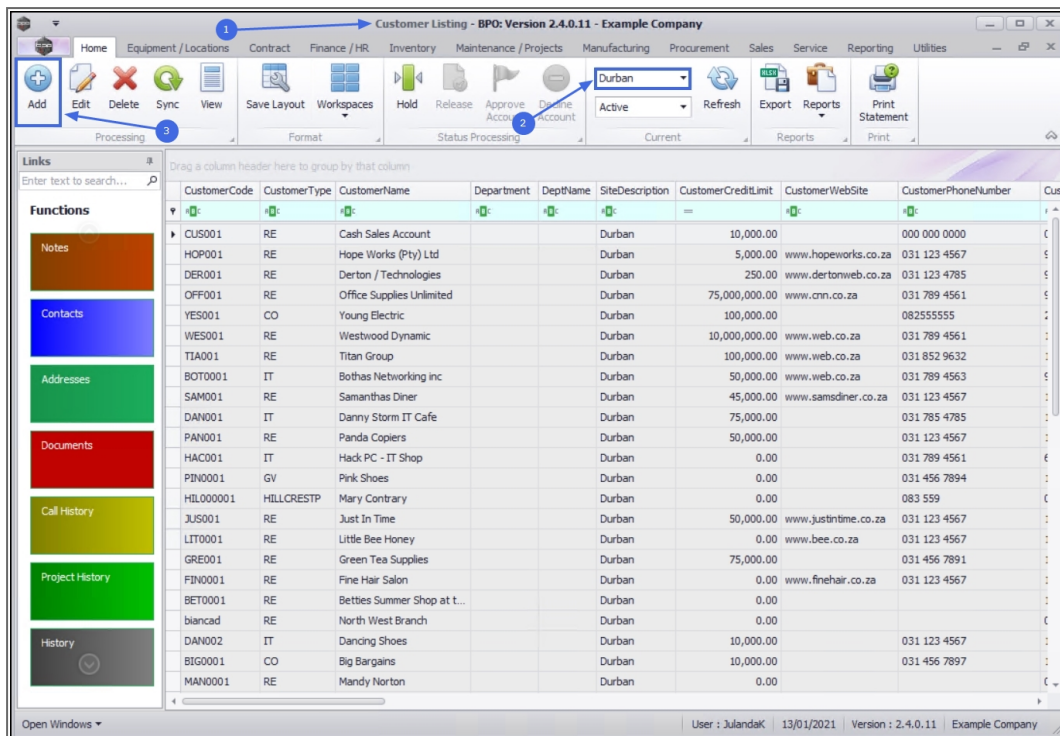 1
Customer Listing - BPO: Version 2.4.0.11 - Example Company
Home Equipment / Locations Contract Finance / HR Inventory Maintenance / Projects Manufacturing Procurement Sales Service Reporting Utilities
Add Edit Delete Sync View Save Layout Workspaces Hold Release Approve Account Decline Account Durban Active Refresh Export Reports Print Statement
2
3
Processing Format Status Processing Current Reports Print
Links
Drag a column header here to group by that column
Enter text to search...
CustomerCode CustomerType CustomerName Department DeptName SiteDescription CustomerCreditLimit CustomerWebSite CustomerPhoneNumber Cus
Functions
=
CUS001 RE Cash Sales Account Durban 10,000.00 000 000 0000
Notes
HOP001 RE Hope Works (Pty) Ltd Durban 5,000.00 www.hopeworks.co.za 031 123 4567
DER001 RE Derton / Technologies Durban 250.00 www.dertonweb.co.za 031 123 4785
OFF001 RE Office Supplies Unlimited Durban 75,000,000.00 www.cnn.co.za 031 789 4561
Contacts
YES001 CO Young Electric Durban 100,000.00 082555555
WES001 RE Westwood Dynamic Durban 10,000,000.00 www.web.co.za 031 789 4561
TIA001 RE Titan Group Durban 100,000.00 www.web.co.za 031 852 9632
Addresses
BOT0001 IT Bothas Networking inc Durban 50,000.00 www.web.co.za 031 789 4563
SAM001 RE Samanthas Diner Durban 45,000.00 www.samsdiner.co.za 031 123 4567
DAN001 IT Danny Storm IT Cafe Durban 75,000.00 031 785 4785
PAN001 RE Panda Copiers Durban 50,000.00 031 123 4567
Documents
HAC001 IT Hack PC - IT Shop Durban 0.00 031 789 4561
PIN0001 GV Pink Shoes Durban 0.00 031 456 7894
HIL000001 HILLCRESTP Mary Contrary Durban 0.00 083 559
Call History
JUS001 RE Just In Time Durban 50,000.00 www.justintime.co.za 031 123 4567
LIT0001 RE Little Bee Honey Durban 0.00 www.bee.co.za 031 123 4567
GRE001 RE Green Tea Supplies Durban 75,000.00 031 456 7891
Project History
FIN0001 RE Fine Hair Salon Durban 0.00 www.finehair.co.za 031 123 4567
BET0001 RE Betties Summer Shop at t... Durban 0.00
biancad RE North West Branch Durban 0.00
History
DAN002 IT Dancing Shoes Durban 10,000.00 031 123 4567
BIG0001 CO Big Bargains Durban 10,000.00 031 456 7897
MAN0001 RE Mandy Norton Durban 0.00
Open Windows User : JulandaK 13/01/2021 Version : 2.4.0.11 Example Company